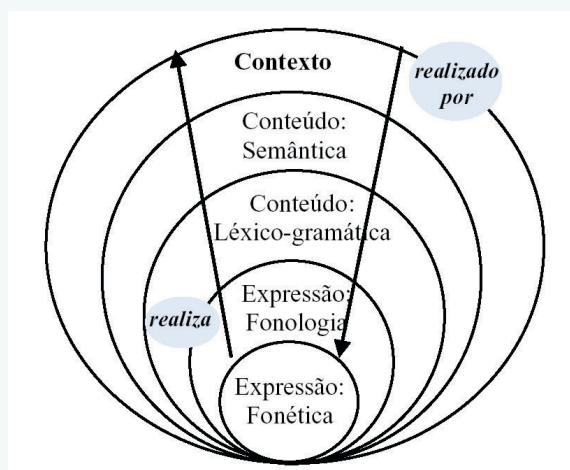 Contexto
realizado
por
Conteúdo:
Semântica
Conteúdo:
Léxico-gramática
Expressão:
Fonologia
realiza
Expressão:
Fonética